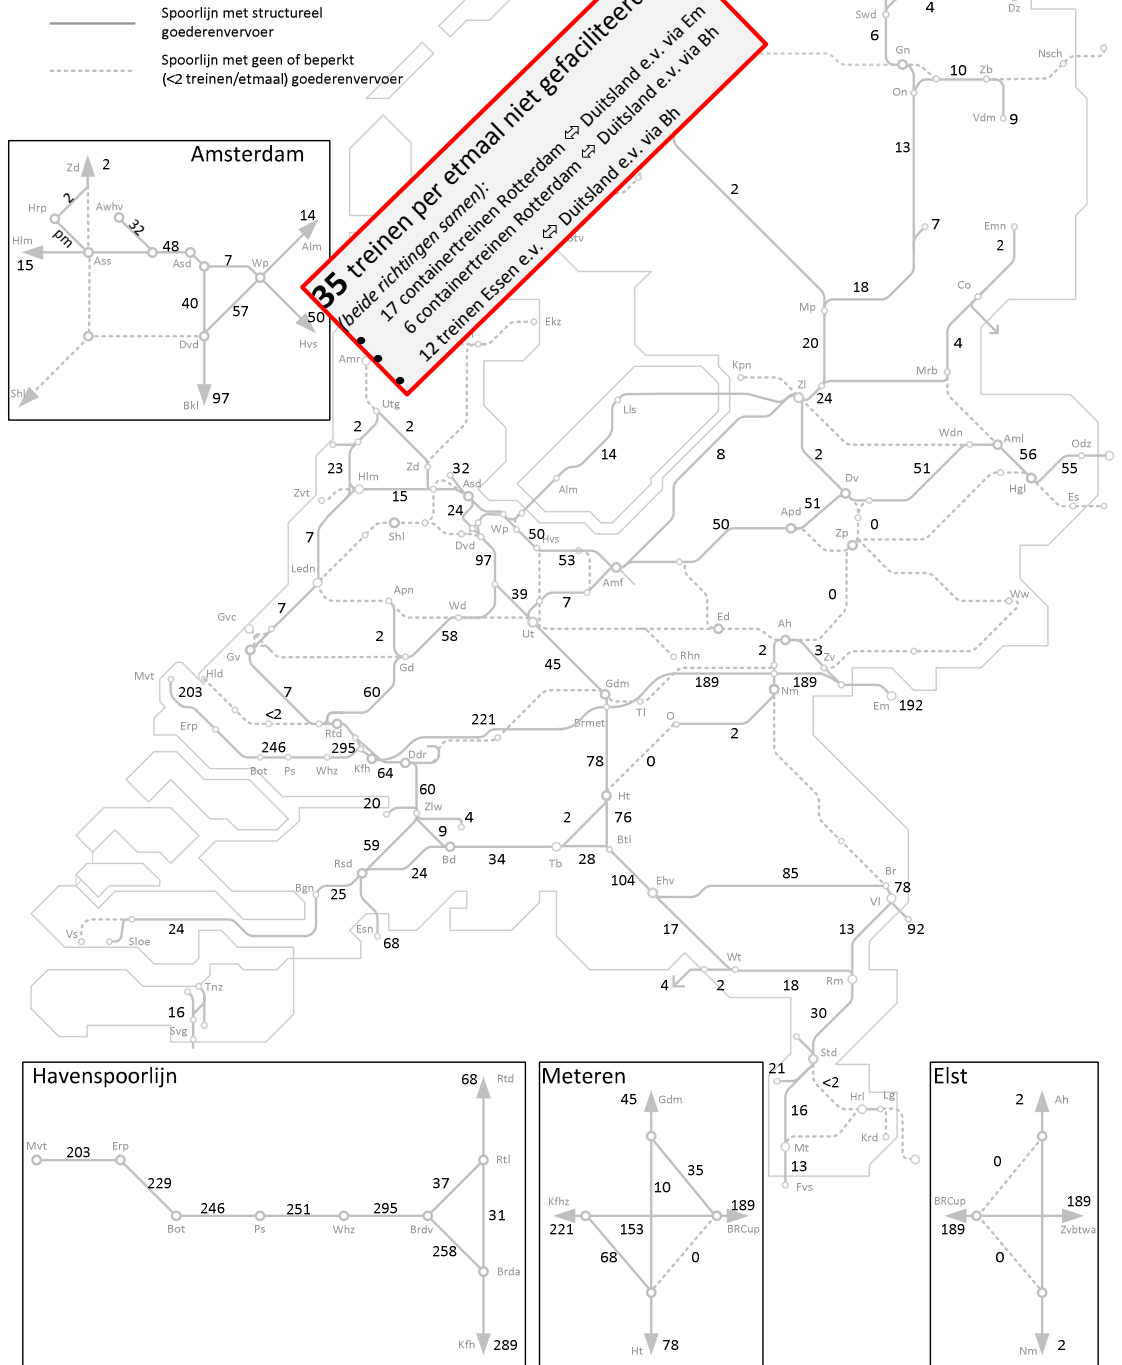 Spoorlijn met structureel
goederenvervoer
Spoorlijn met geen of beperkt
(<2 treinen/etmaal) goederenvervoer
35 treinen per etmaal niet gefaciliteerd
(beide richtingen samen):
17 containertreinen Rotterdam ⇔ Duitsland e.v. via Em
6 containertreinen Rotterdam ⇔ Duitsland e.v. via Bh
12 treinen Essen e.v. ⇔ Duitsland e.v. via Bh
Swd 4 Dz
6
Gn Nsch
10 Zb
On
Vdm 9
13
2
7 Emn
2
18 Co
Mp
20 4
Amsterdam
Zd 2
2
Hrp Awhv
32 14
pm 48 Alm
Hlm Ass Asd 7 Wp
15
40 57 50
Dvd Hvs
Shl
Bkl 97
Stv
Ekz
Amr
Utg
Kpn Zl 24 Mrb
Lls
2 2
23 Hlm Zd 32 14 8 2 Wdn Aml 56 Odz
Zvt 15 Asd Alm Dv 51 Hgl 55
24 51 Es
7 Shl Wp 50 Apd 0
Dvd 50 Hvs Zp
97 53
Ledn Amf
Apn 39 7 0 Ww
7 Wd
Gvc 2 58 Ut Ed Ah
Gv Gd 45 Rhn 2 3 Zv
Mvt Hld
203 7 60 Gdm 189 189
Tl Nm Em 192
Erp <2 221 Brmet O
Rtd 2
246 295 Ddr 78 0
Bot Ps Whz Kfh 64
60 Ht
20 Zlw 4 2 76
9 Btl
59 Bd 34 Tb 28
Rsd 24 104 Ehv 85 Br
Bgn 25 78
Vl
24 17 13 92
Vs Sloe Esn 68
Wt
4 2 18 Rm
Tnz
16 30
Svg
Std
21 <2
16 Hrl Lg
Krd
Mt
13
Fvs
Havenspoorlijn
68 Rtd
Mvt 203 Erp Rtl
229 37
246 251 295 31
Bot Ps Whz Brdv
258
Brda
Kfh 289
Meteren
45 Gdm
35
10
Kfhz 189
221 153 BRCup
68 0
Ht 78
Elst
2 Ah
0
BRCup 189
189 Zvbtwa
0
Nm 2